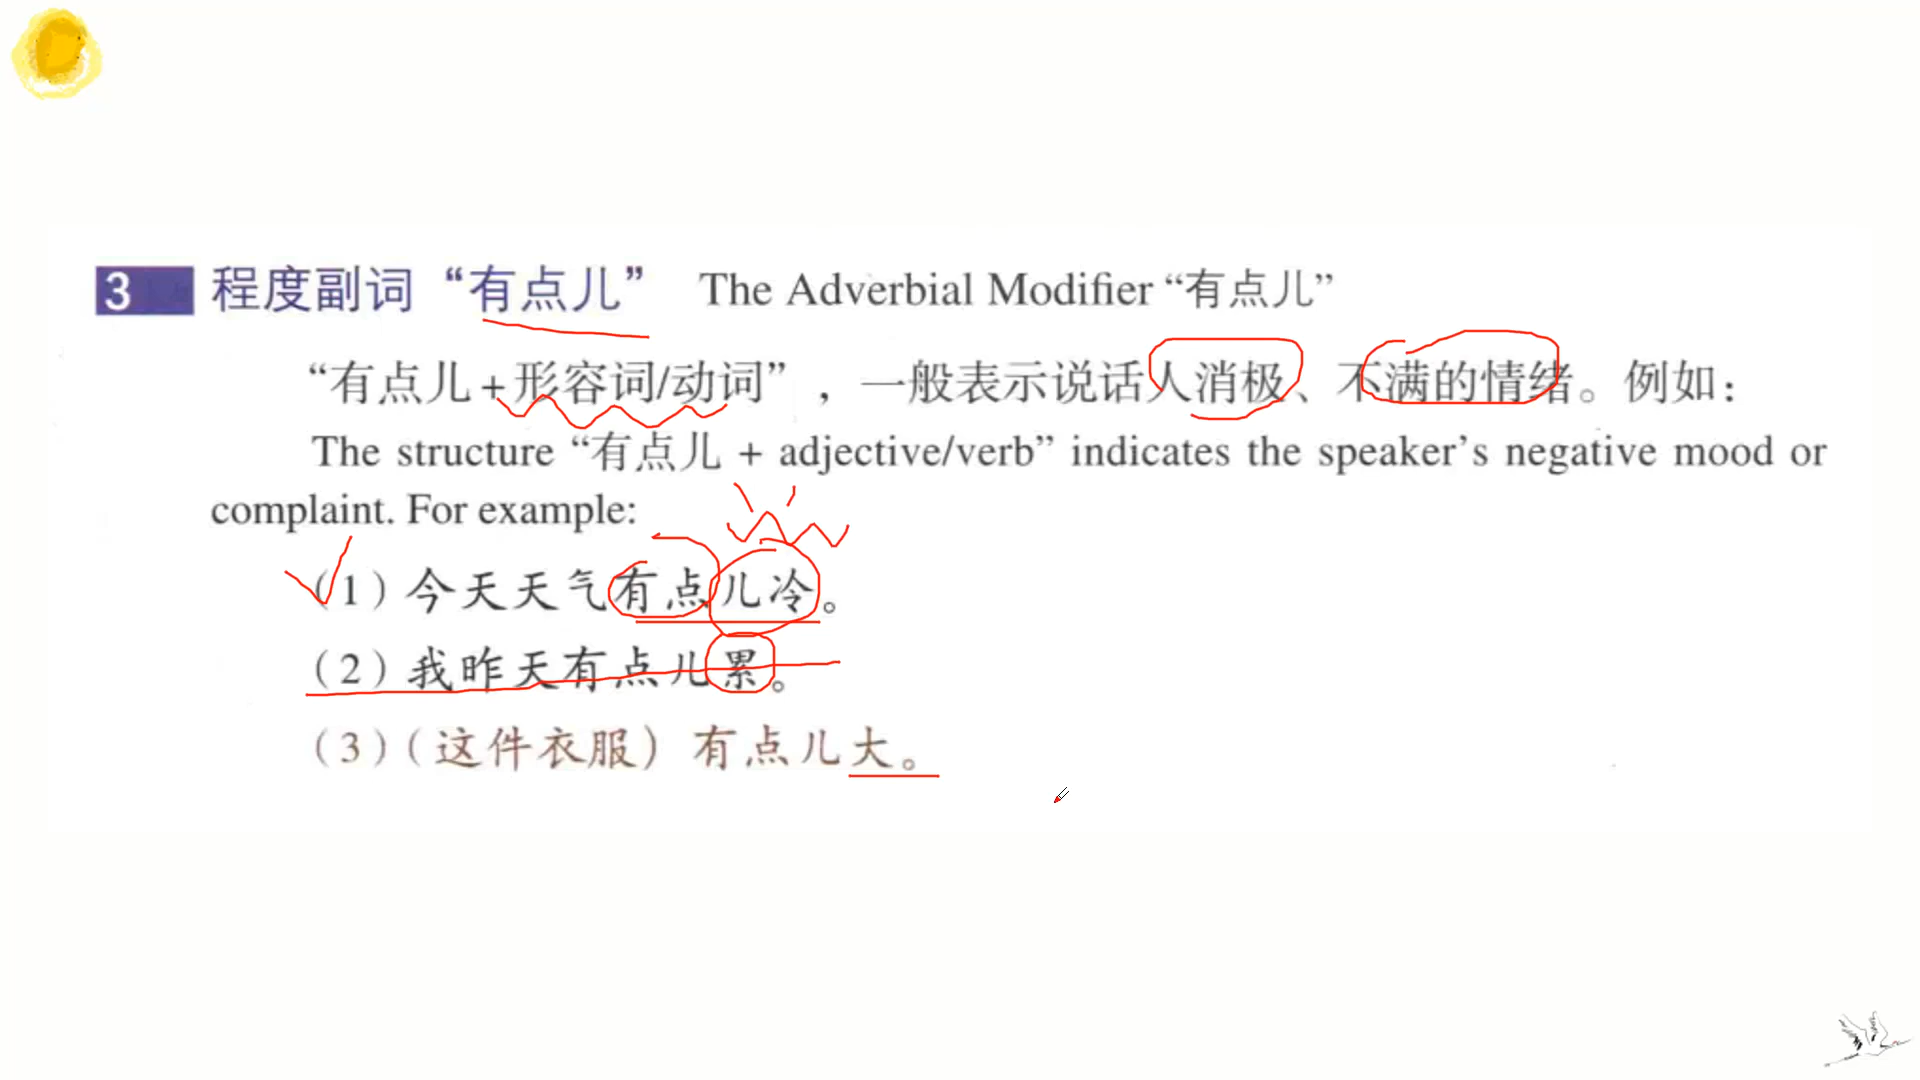 3 程度副词“有点儿” The Adverbial Modifier “有点儿”
“有点儿+形容词/动词”，一般表示说话人消极、不满的情绪。例如：
The structure “有点儿 + adjective/verb” indicates the speaker’s negative mood or
complaint. For example:
（1）今天天气有点儿冷。
（2）我昨天有点儿累。
（3）（这件衣服）有点儿大。